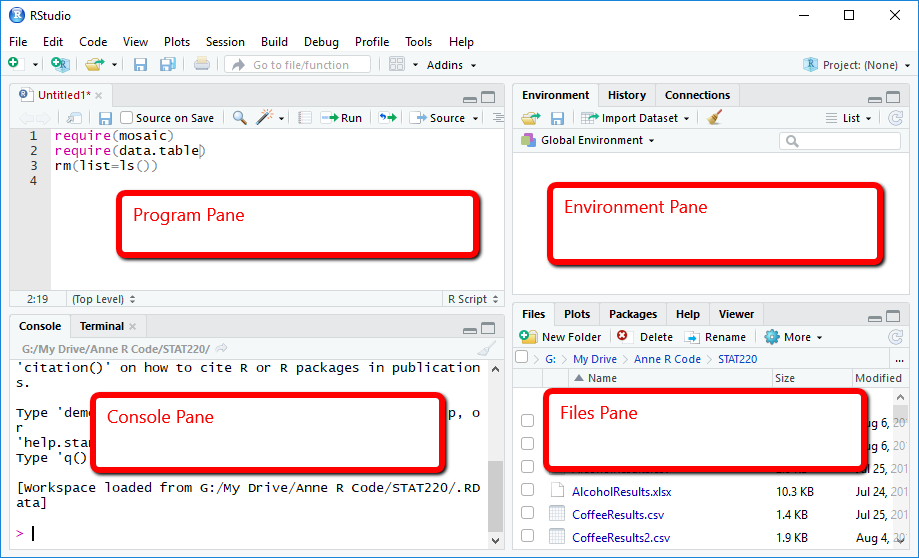 RStudio
File Edit Code View Plots Session Build Debug Profile Tools Help
Go to file/function Addins Project: (None)
Untitled1*
Source on Save Run Source
1 require(mosaic)
2 require(data.table)
3 rm(list=ls())
4
Program Pane
2:19 (Top Level) R Script
Console Terminal
G:/My Drive/Anne R Code/STAT220/
'citation()' on how to cite R or R packages in publication
s.
Type 'dem p, o
r
'help.star
Type 'q()
Console Pane
[Workspace loaded from G:/My Drive/Anne R Code/STAT220/.RD
ata]
>
Environment History Connections
Import Dataset List
Global Environment
Environment Pane
Files Plots Packages Help Viewer
New Folder Delete Rename More
G: My Drive Anne R Code STAT220 ...
Name Size Modified
Files Pane
Aug 6, 20
Jul 25, 201
AlcoholResults.xlsx 10.3 KB Jul 24, 201
CoffeeResults.csv 1.4 KB Jul 25, 201
CoffeeResults2.csv 1.9 KB Aug 4, 201